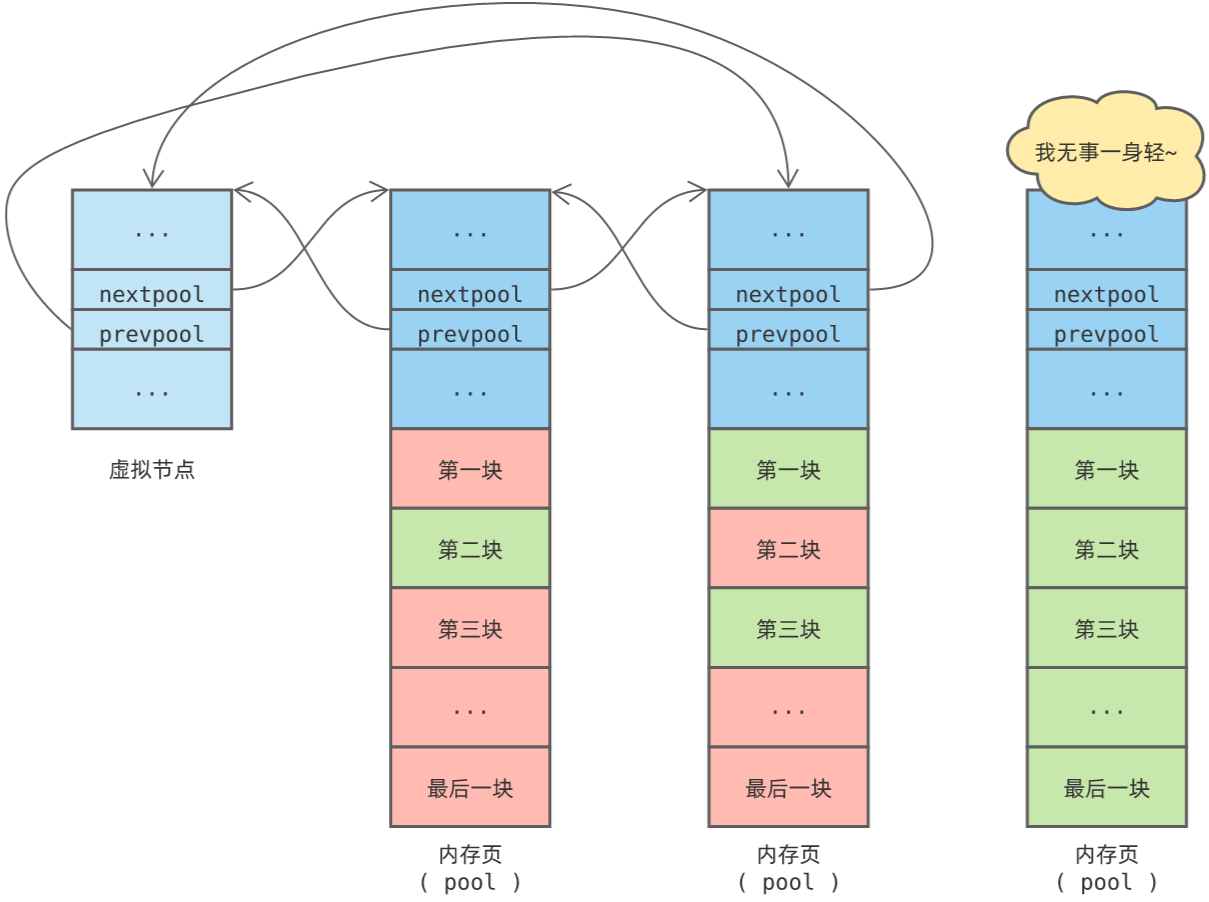 我无事一身轻~
...
nextpool
prevpool
...
虚拟节点
...
nextpool
prevpool
...
第一块
第二块
第三块
...
最后一块
内存页
( pool )
...
nextpool
prevpool
...
第一块
第二块
第三块
...
最后一块
内存页
( pool )
...
nextpool
prevpool
...
第一块
第二块
第三块
...
最后一块
内存页
( pool )